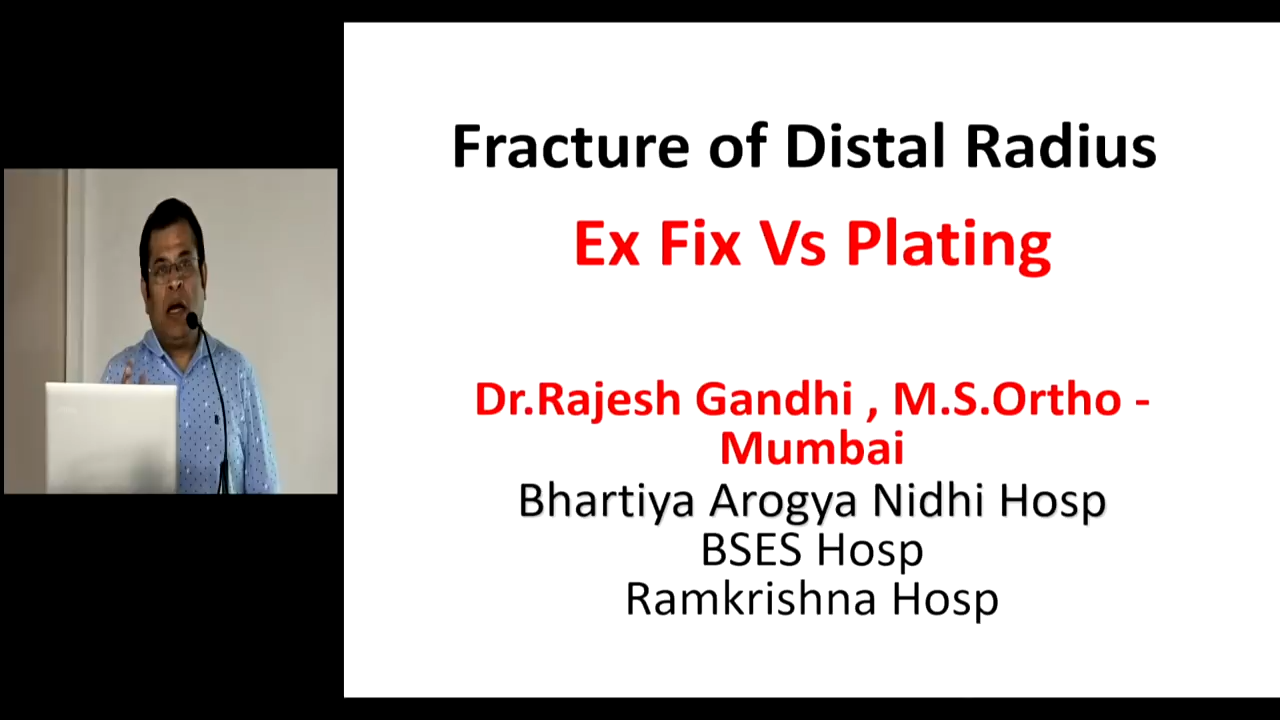 Fracture of Distal Radius
Ex Fix Vs Plating
Dr.Rajesh Gandhi , M.S.Ortho -
Mumbai
Bhartiya Arogya Nidhi Hosp
BSES Hosp
Ramkrishna Hosp